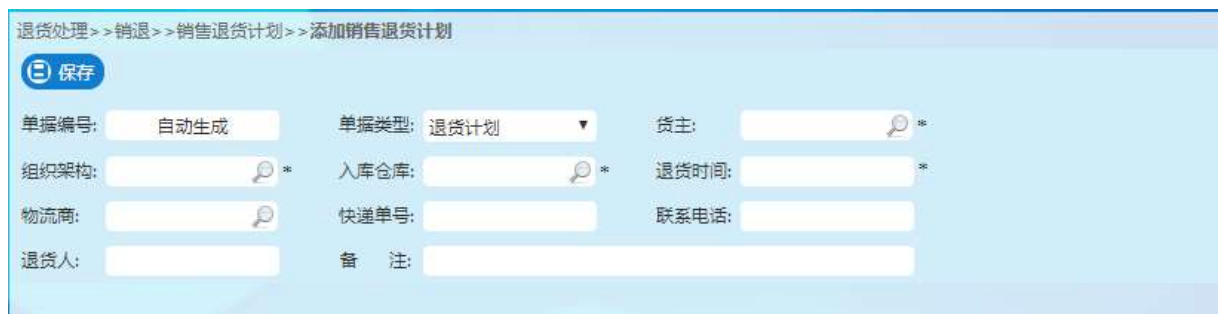 退货处理>>销退>>销售退货计划>>添加销售退货计划
保存
单据编号: 自动生成 单据类型: 退货计划 货主: *
组织架构: * 入库仓库: * 退货时间: *
物流商: 快递单号: 联系电话:
退货人: 备 注: